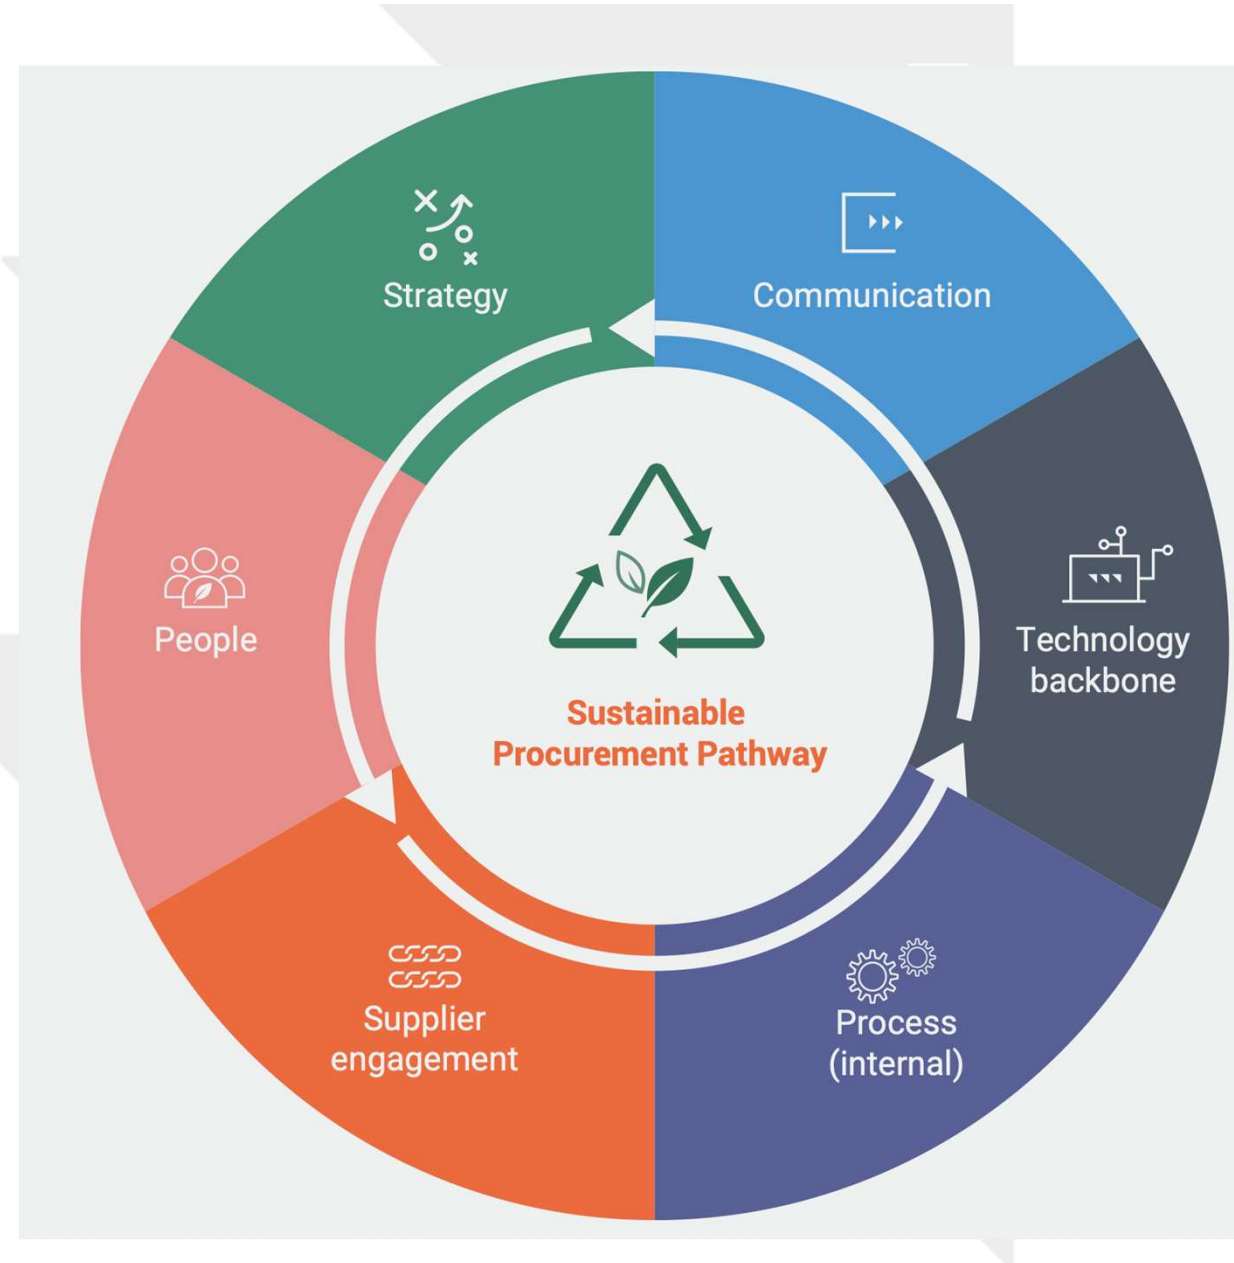 Strategy
Communication
People
Technology
backbone
Sustainable
Procurement Pathway
Supplier
engagement
Process
(internal)